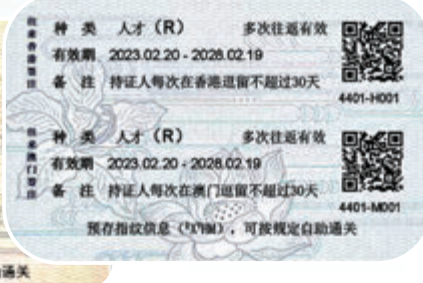 往来香港签注
种 类 人才（R） 多次往返有效
有效期 2023.02.20 - 2028.02.19
备 注 持证人每次在香港逗留不超过30天
4401-H001
往来澳门签注
种 类 人才（R） 多次往返有效
有效期 2023.02.20 - 2028.02.19
备 注 持证人每次在澳门逗留不超过30天
4401-M001
预存指纹信息 ，可按规定自助通关
通关